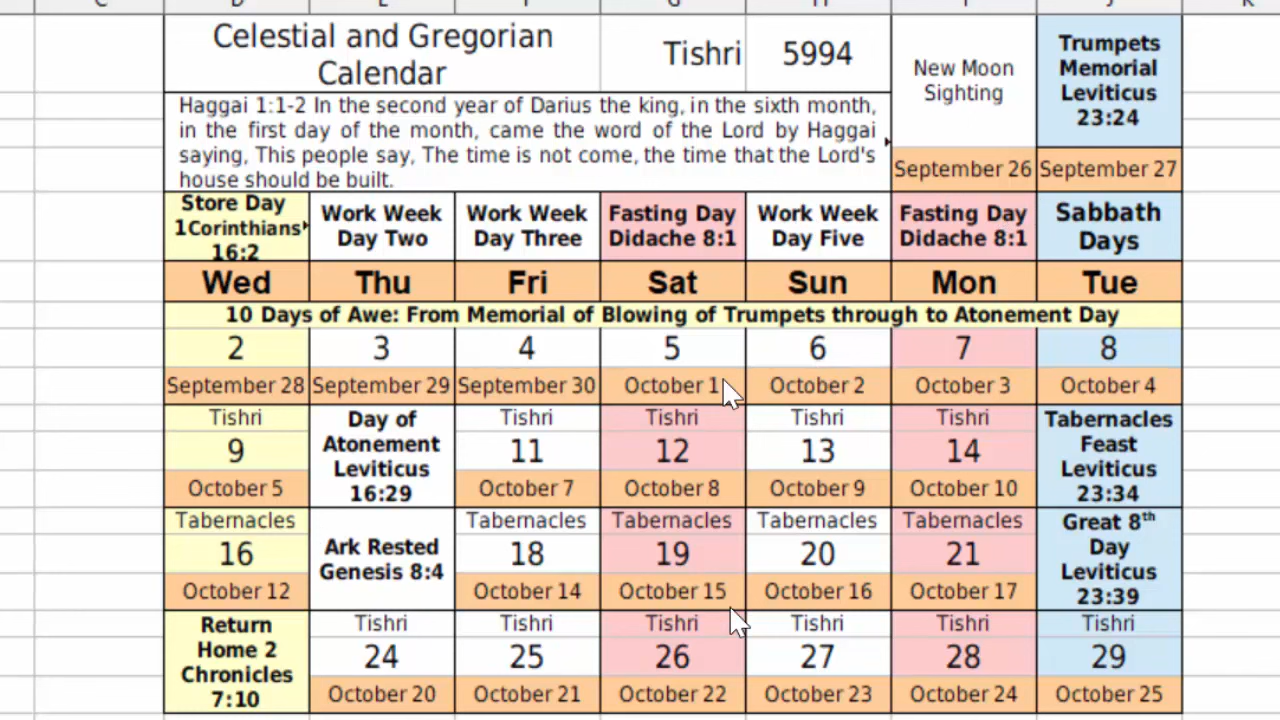 Celestial and Gregorian
Calendar
Tishri
5994
New Moon
Sighting
Trumpets
Memorial
Leviticus
23:24
Haggai 1:1-2 In the second year of Darius the king, in the sixth month,
in the first day of the month, came the word of the Lord by Haggai
saying, This people say, The time is not come, the time that the Lord's
house should be built.
September 26
September 27
Store Day
1Corinthians
16:2
Work Week
Day Two
Work Week
Day Three
Fasting Day
Didache 8:1
Work Week
Day Five
Fasting Day
Didache 8:1
Sabbath
Days
Wed
Thu
Fri
Sat
Sun
Mon
Tue
10 Days of Awe: From Memorial of Blowing of Trumpets through to Atonement Day
2
3
4
5
6
7
8
September 28
September 29
September 30
October 1
October 2
October 3
October 4
Tishri
9
October 5
Day of
Atonement
Leviticus
16:29
Tishri
11
October 7
Tishri
12
October 8
Tishri
13
October 9
Tishri
14
October 10
Tabernacles
Feast
Leviticus
23:34
Tabernacles
16
October 12
Ark Rested
Genesis 8:4
Tabernacles
18
October 14
Tabernacles
19
October 15
Tabernacles
20
October 16
Tabernacles
21
October 17
Great 8th
Day
Leviticus
23:39
Return
Home 2
Chronicles
7:10
Tishri
24
October 20
Tishri
25
October 21
Tishri
26
October 22
Tishri
27
October 23
Tishri
28
October 24
Tishri
29
October 25